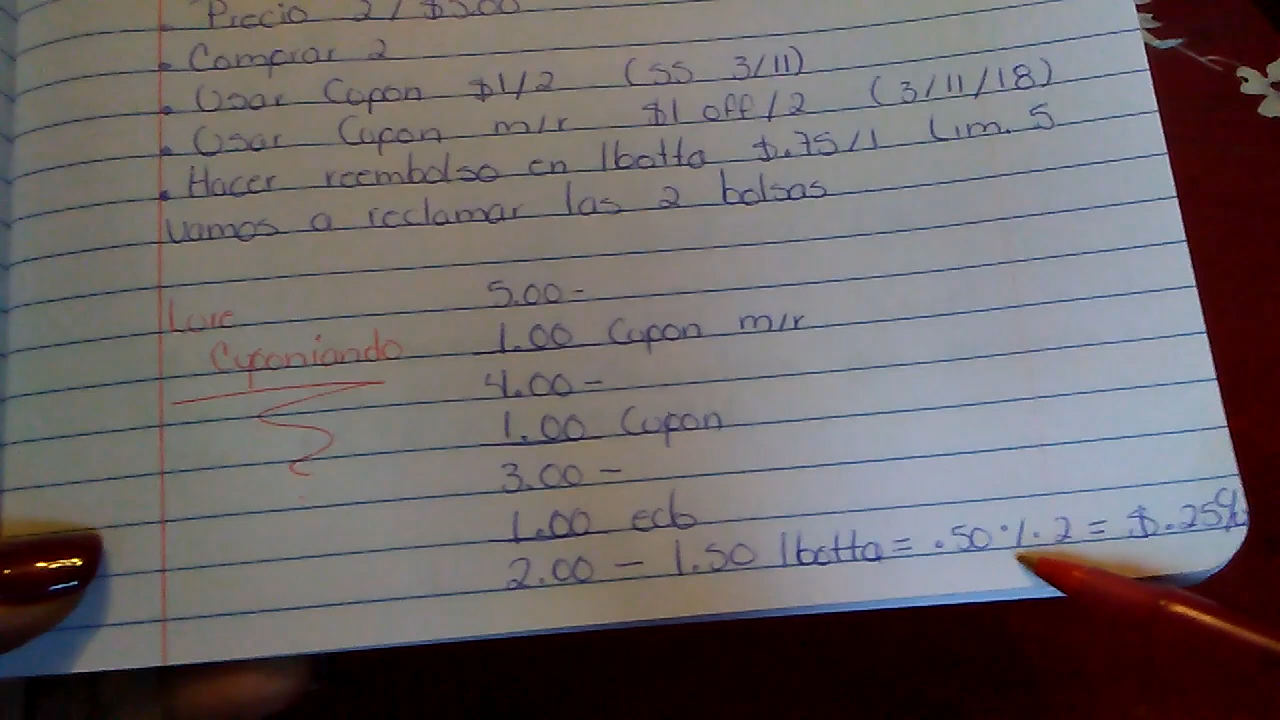 Precio 2 / $5.00
• Comprar 2
• Usar Cupon $1/2 (SS 3/11)
• Usar Cupon m/r $1 off/2 (3/11/18)
• Hacer reembolso en Ibotta $.75/1 Lim. 5
Vamos a reclamar las 2 bolsas
5.00-
Luie
Cuponiando
1.00 Cupon m/r
4.00-
1.00 Cupon
3.00-
1.00 ecb
2.00 - 1.50 Ibotta = .50 ./. 2 = $.25